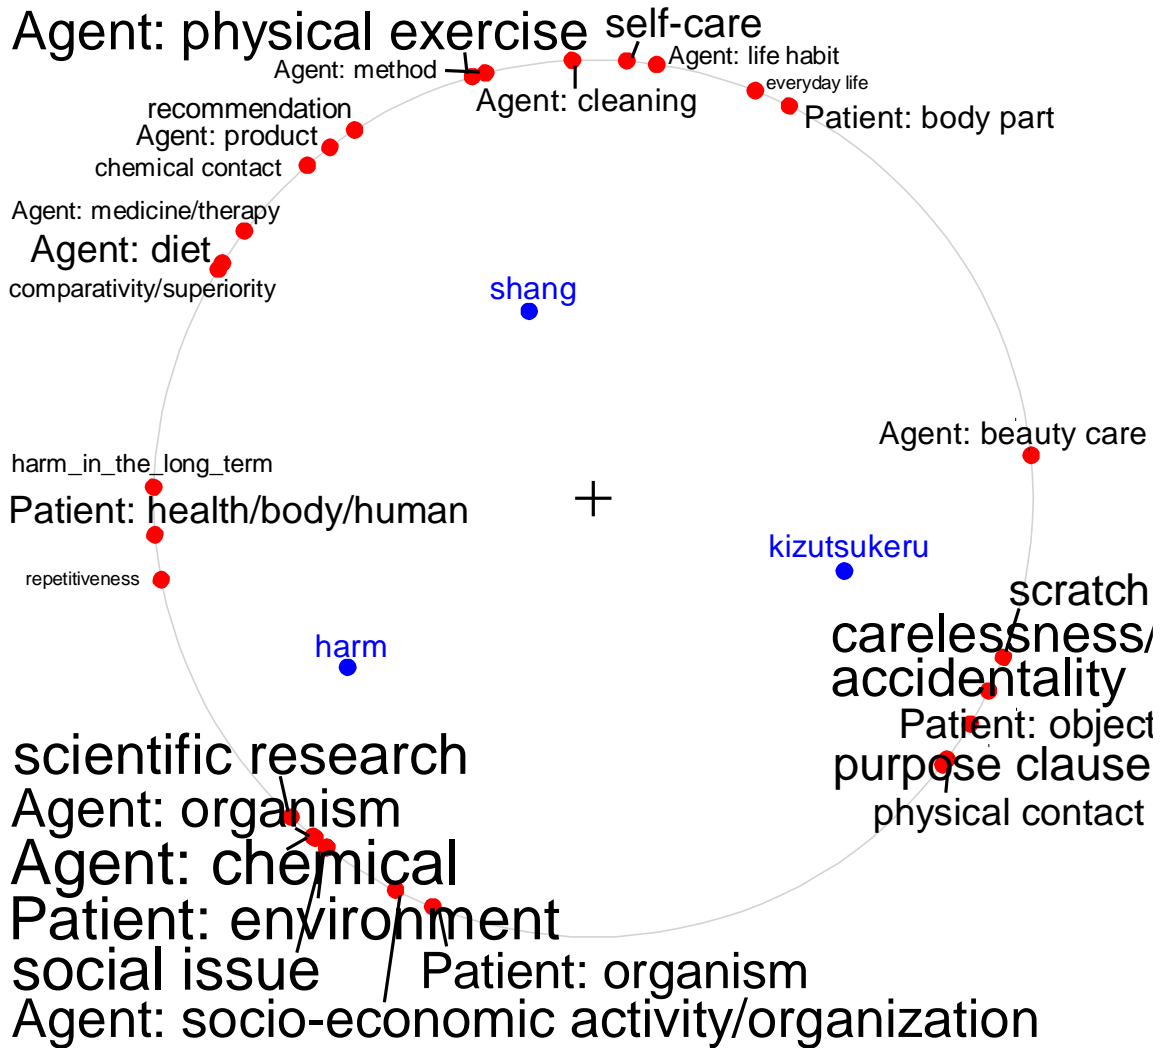 Agent: physical exercise
self-care
Agent: method
Agent: life habit
everyday life
Agent: cleaning
Patient: body part
recommendation
Agent: product
chemical contact
Agent: medicine/therapy
Agent: diet
comparativity/superiority
shang
Agent: beauty care
harm_in_the_long_term
Patient: health/body/human
kizutsukeru
repetitiveness
scratch
carelessness/
accidentality
harm
Patient: object
purpose clause
physical contact
scientific research
Agent: organism
Agent: chemical
Patient: environment
social issue
Patient: organism
Agent: socio-economic activity/organization